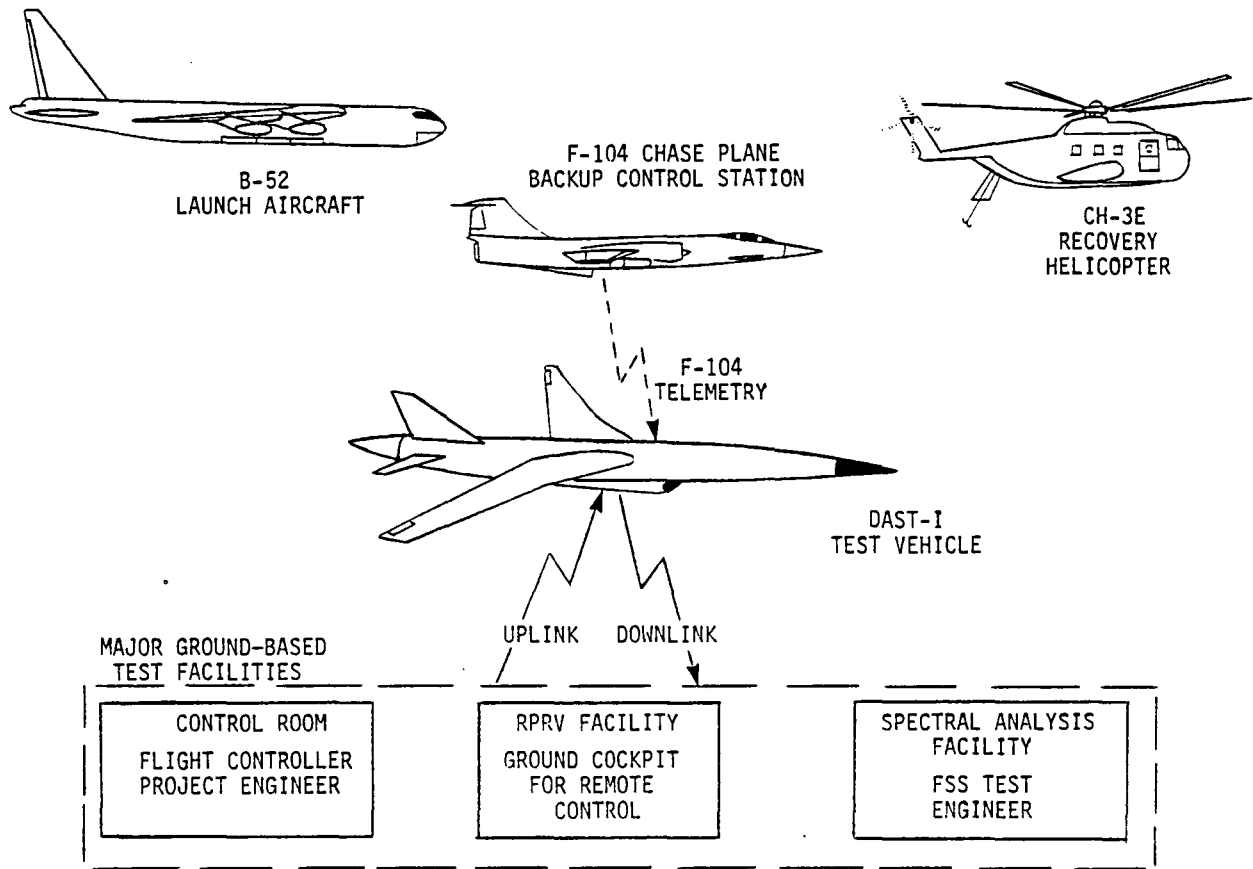 B-52
LAUNCH AIRCRAFT
F-104 CHASE PLANE
BACKUP CONTROL STATION
CH-3E
RECOVERY
HELICOPTER
F-104
TELEMETRY
DAST-I
TEST VEHICLE
UPLINK
DOWNLINK
MAJOR GROUND-BASED
TEST FACILITIES
CONTROL ROOM
FLIGHT CONTROLLER
PROJECT ENGINEER
RPRV FACILITY
GROUND COCKPIT
FOR REMOTE
CONTROL
SPECTRAL ANALYSIS
FACILITY
FSS TEST
ENGINEER